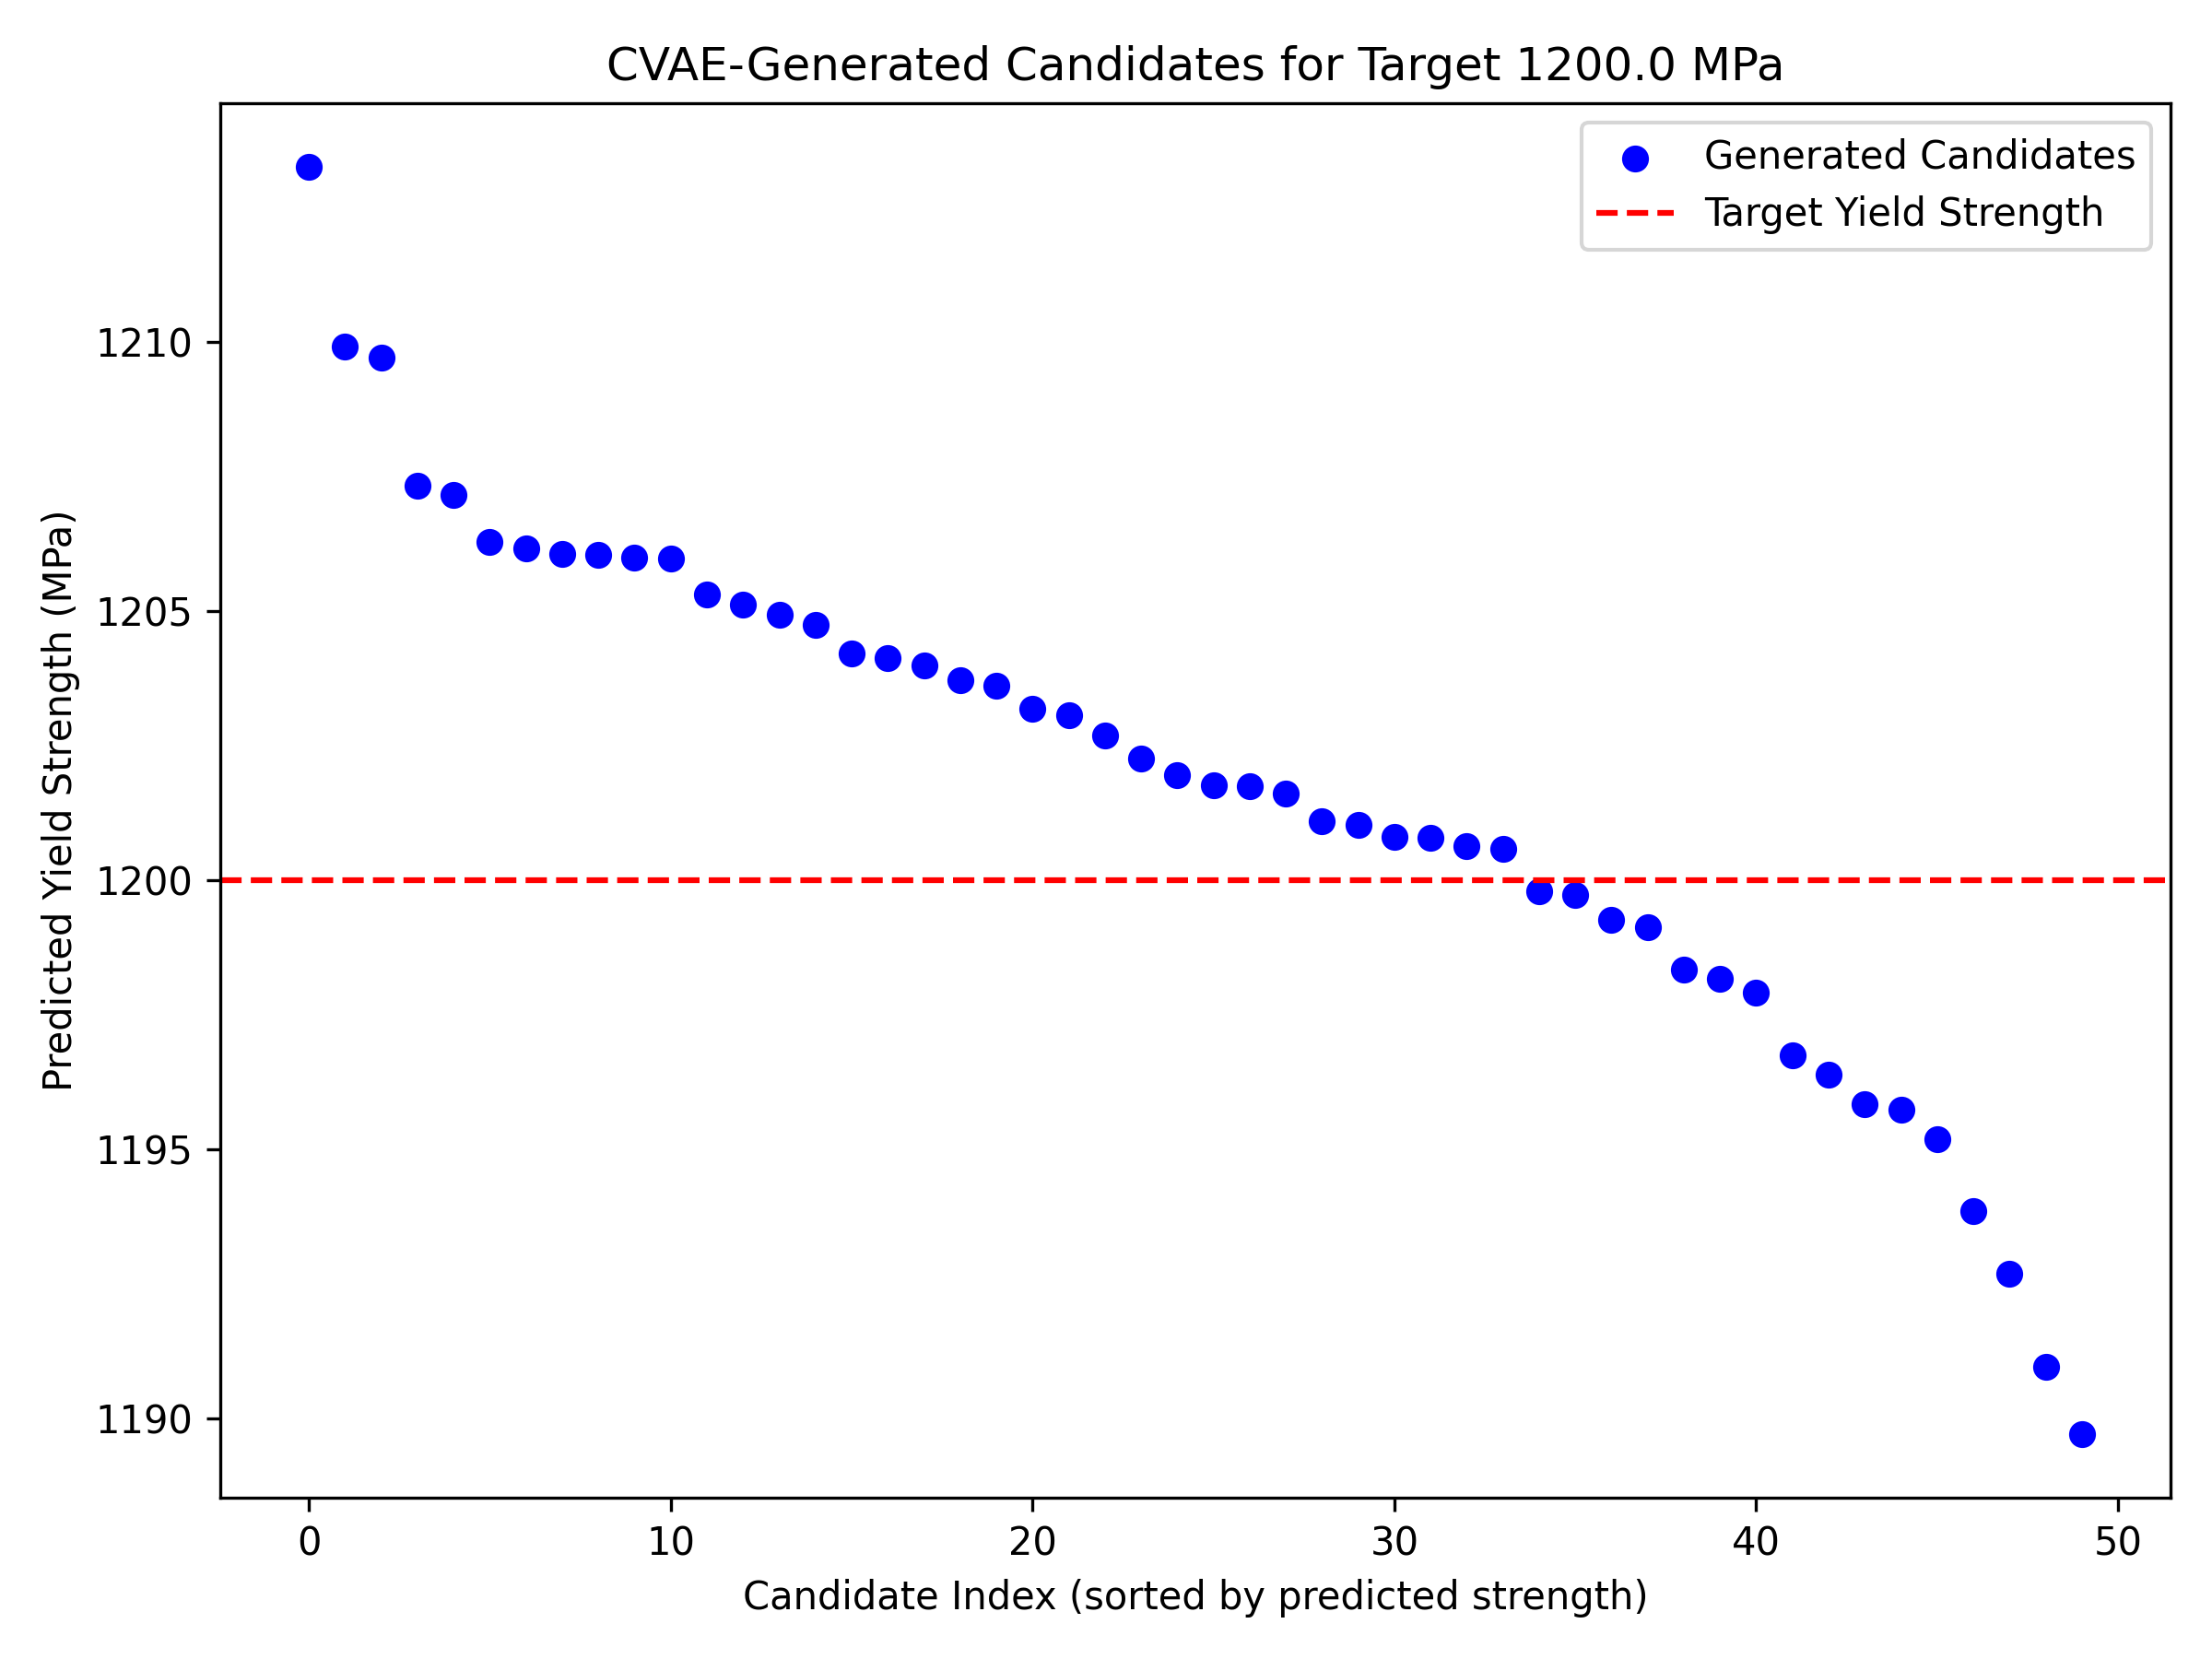 CVAE-Generated Candidates for Target 1200.0 MPa
Generated Candidates
Target Yield Strength
Predicted Yield Strength (MPa)
1210
1205
1200
1195
1190
0 10 20 30 40 50
Candidate Index (sorted by predicted strength)